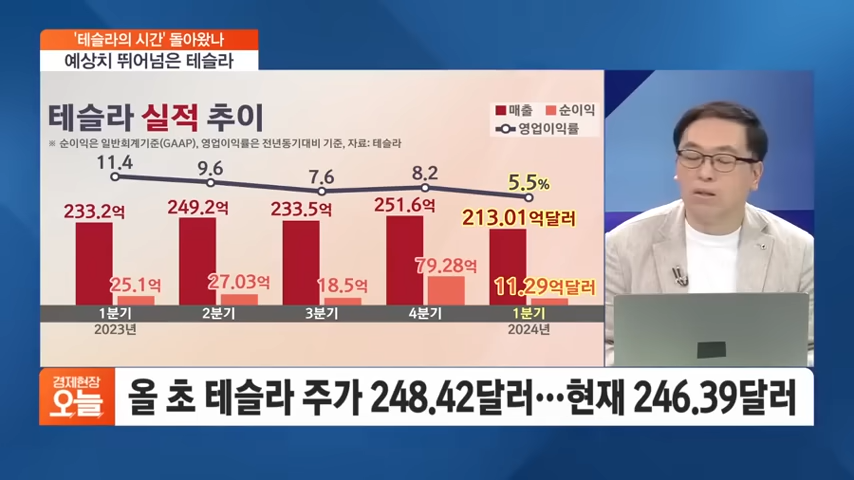 '테슬라의 시간' 돌아왔나
예상치 뛰어넘은 테슬라
테슬라 실적 추이
매출 순이익
영업이익률
※ 순이익은 일반회계기준(GAAP), 영업이익률은 전년동기대비 기준, 자료: 테슬라
11.4 9.6 7.6 8.2 5.5%
233.2억 249.2억 233.5억 251.6억 213.01억달러
25.1억 27.03억 18.5억 79.28억 11.29억달러
1분기 2분기 3분기 4분기 1분기
2023년 2024년
경제현장
오늘
올 초 테슬라 주가 248.42달러···현재 246.39달러